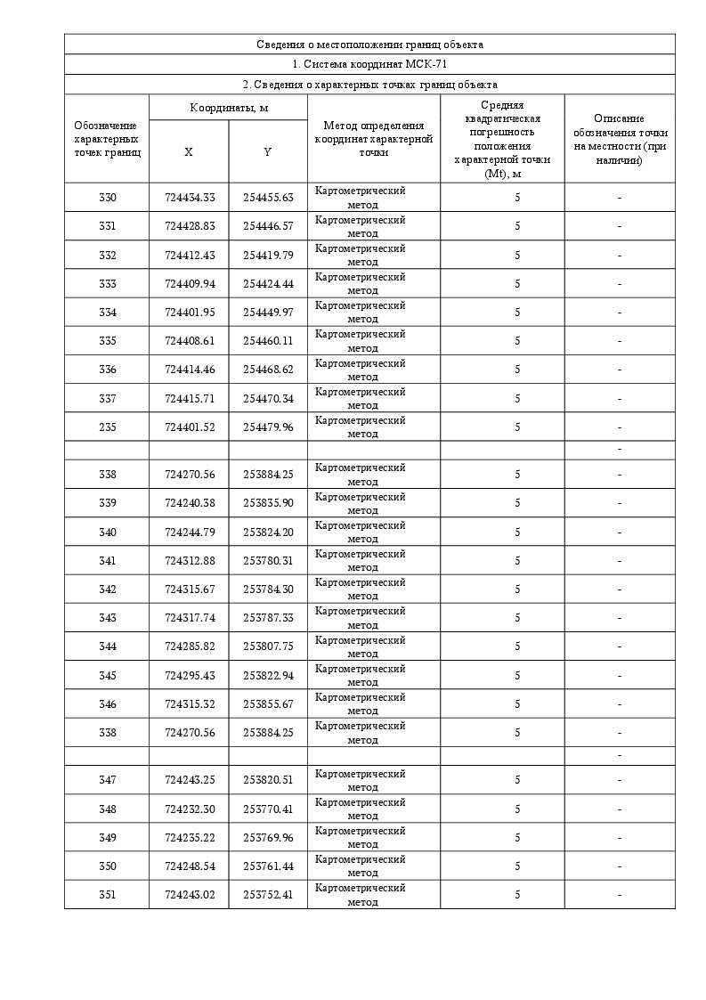 Сведения о местоположении границ объекта
1. Система координат МСК-71
2. Сведения о характерных точках границ объекта
Обозначение
характерных
точек границ
Координаты, м
X
Y
Метод определения
координат характерной
точки
Средняя
квадратическая
погрешность
положения
характерной точки
(Mt), м
Описание
обозначения точки
на местности (при
наличии)
330 724434.33 254455.63 Картометрический
метод 5 -
331 724428.83 254446.57 Картометрический
метод 5 -
332 724412.43 254419.79 Картометрический
метод 5 -
333 724409.94 254424.44 Картометрический
метод 5 -
334 724401.95 254449.97 Картометрический
метод 5 -
335 724408.61 254460.11 Картометрический
метод 5 -
336 724414.46 254468.62 Картометрический
метод 5 -
337 724415.71 254470.34 Картометрический
метод 5 -
235 724401.52 254479.96 Картометрический
метод 5 -
-
338 724270.56 253884.25 Картометрический
метод 5 -
339 724240.38 253835.90 Картометрический
метод 5 -
340 724244.79 253824.20 Картометрический
метод 5 -
341 724312.88 253780.31 Картометрический
метод 5 -
342 724315.67 253784.30 Картометрический
метод 5 -
343 724317.74 253787.33 Картометрический
метод 5 -
344 724285.82 253807.75 Картометрический
метод 5 -
345 724295.43 253822.94 Картометрический
метод 5 -
346 724315.32 253855.67 Картометрический
метод 5 -
338 724270.56 253884.25 Картометрический
метод 5 -
-
347 724243.25 253820.51 Картометрический
метод 5 -
348 724232.30 253770.41 Картометрический
метод 5 -
349 724235.22 253769.96 Картометрический
метод 5 -
350 724248.54 253761.44 Картометрический
метод 5 -
351 724243.02 253752.41 Картометрический
метод 5 -